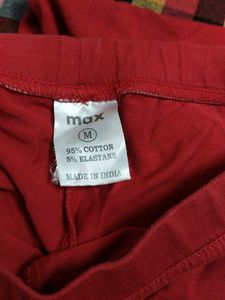 max
M
95% COTTON
5% ELASTANE
MADE IN INDIA